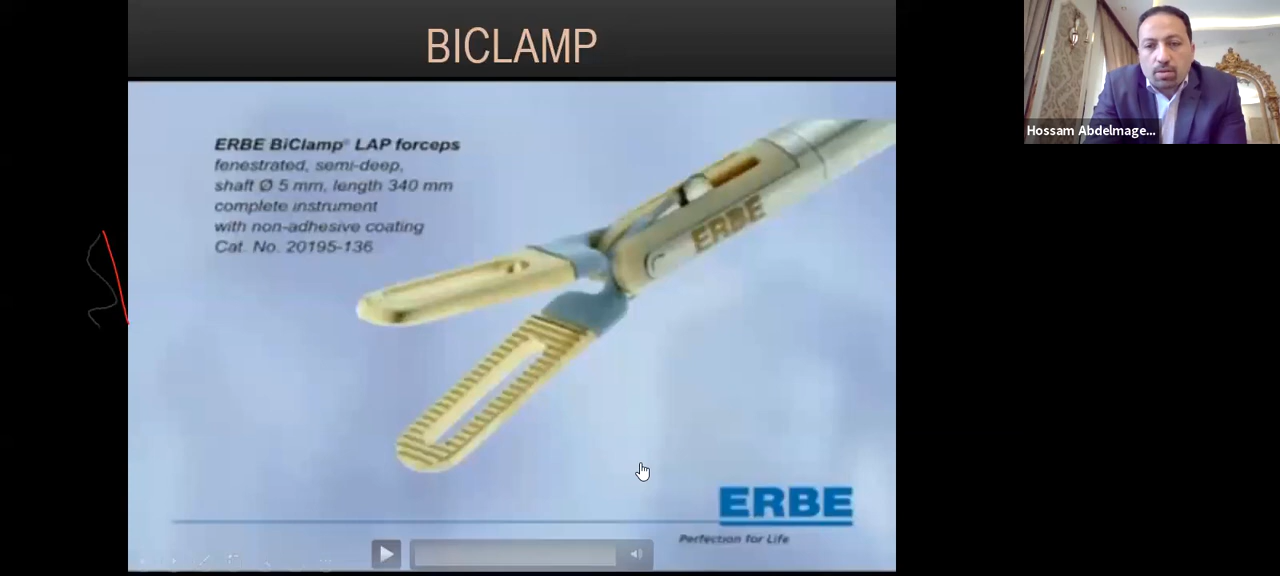 BICLAMP
ERBE BiClamp® LAP forceps
fenestrated, semi-deep,
shaft Ø 5 mm, length 340 mm
complete instrument
with non-adhesive coating
Cat. No. 20195-136
ERBE
ERBE
Perfection for Life
Hossam Abdelmage...